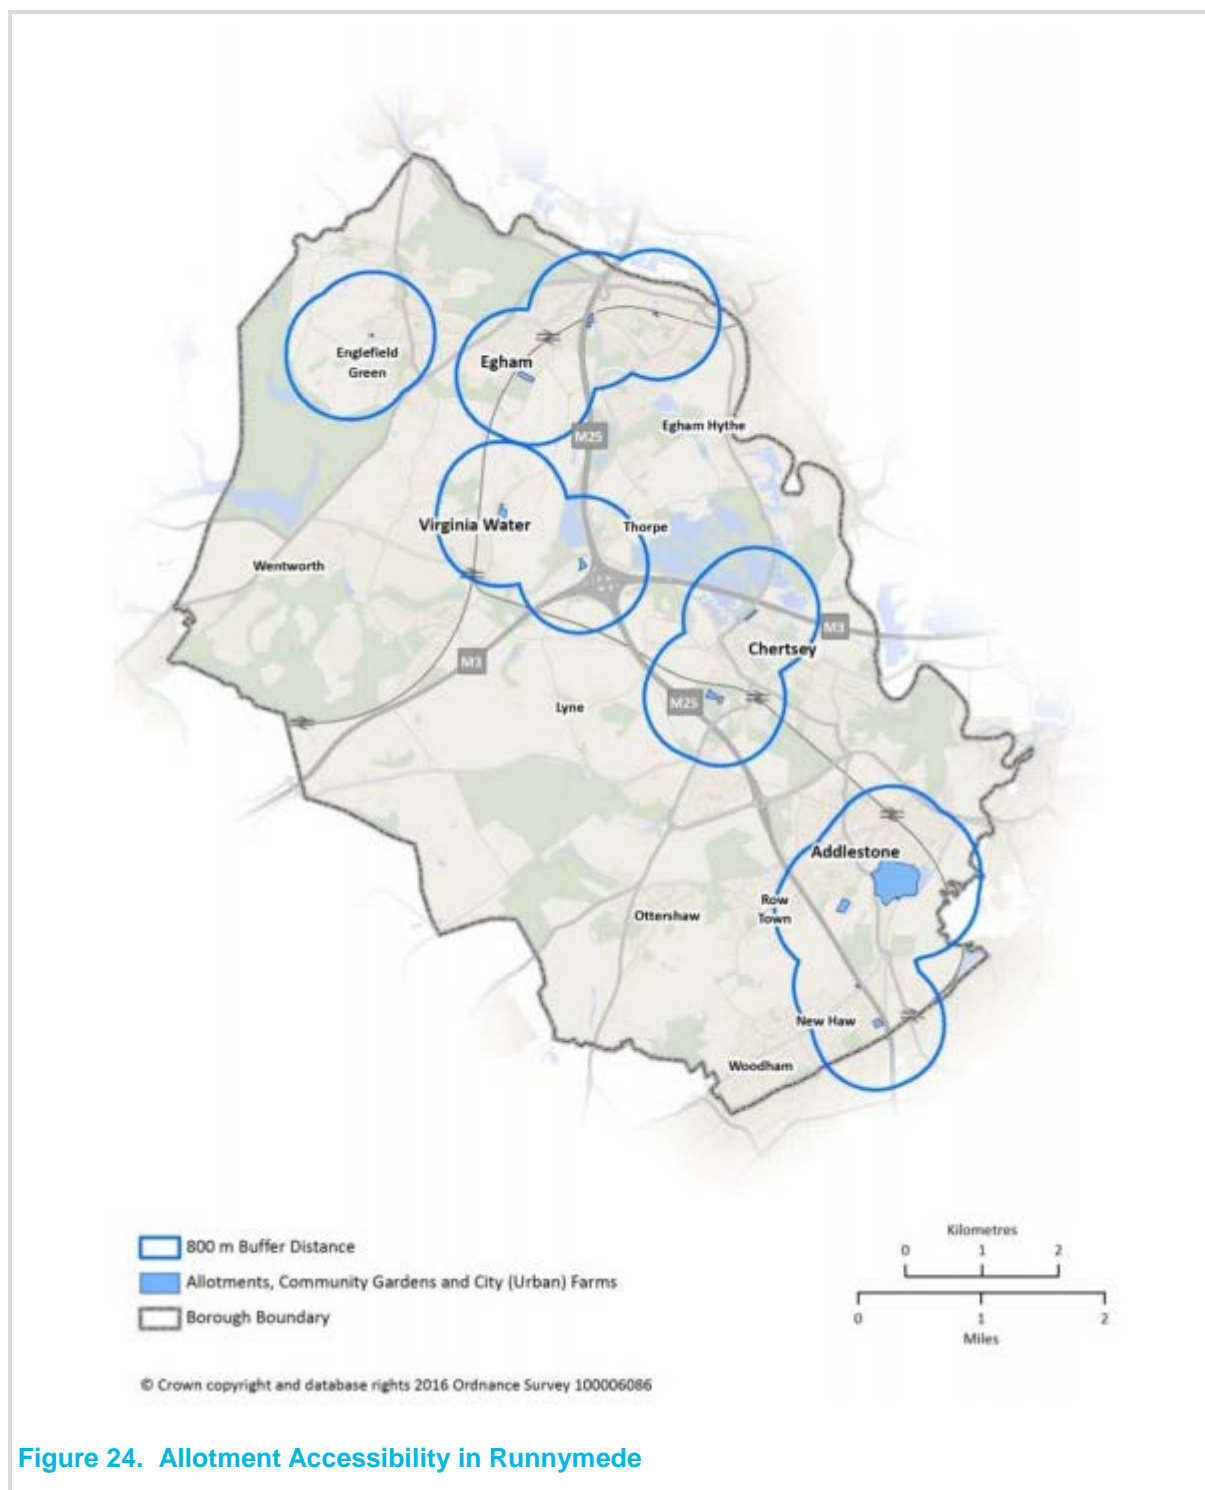 Englefield
Green
Egham
M25
Egham Hythe
Virginia Water
Thorpe
Wentworth
M3
Chertsey
M3
M25
Lyne
Addlestone
Row
Town
Ottershaw
New Haw
Woodham
800 m Buffer Distance
Allotments, Community Gardens and City (Urban) Farms
Borough Boundary
Kilometres
0 1 2
0 1 2
Miles
© Crown copyright and database rights 2016 Ordnance Survey 100006086
Figure 24. Allotment Accessibility in Runnymede